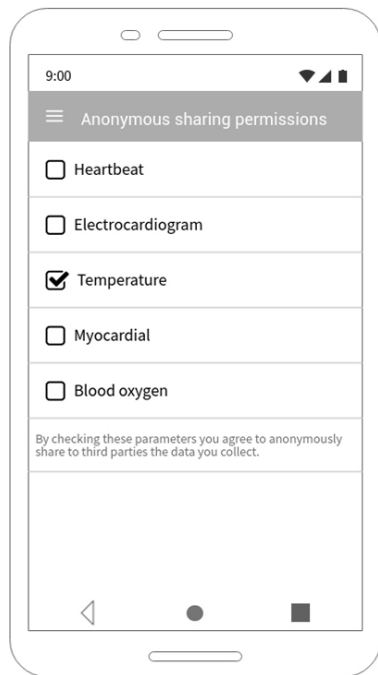 9:00
Anonymous sharing permissions
Heartbeat
Electrocardiogram
Temperature
Myocardial
Blood oxygen
By checking these parameters you agree to anonymously
share to third parties the data you collect.